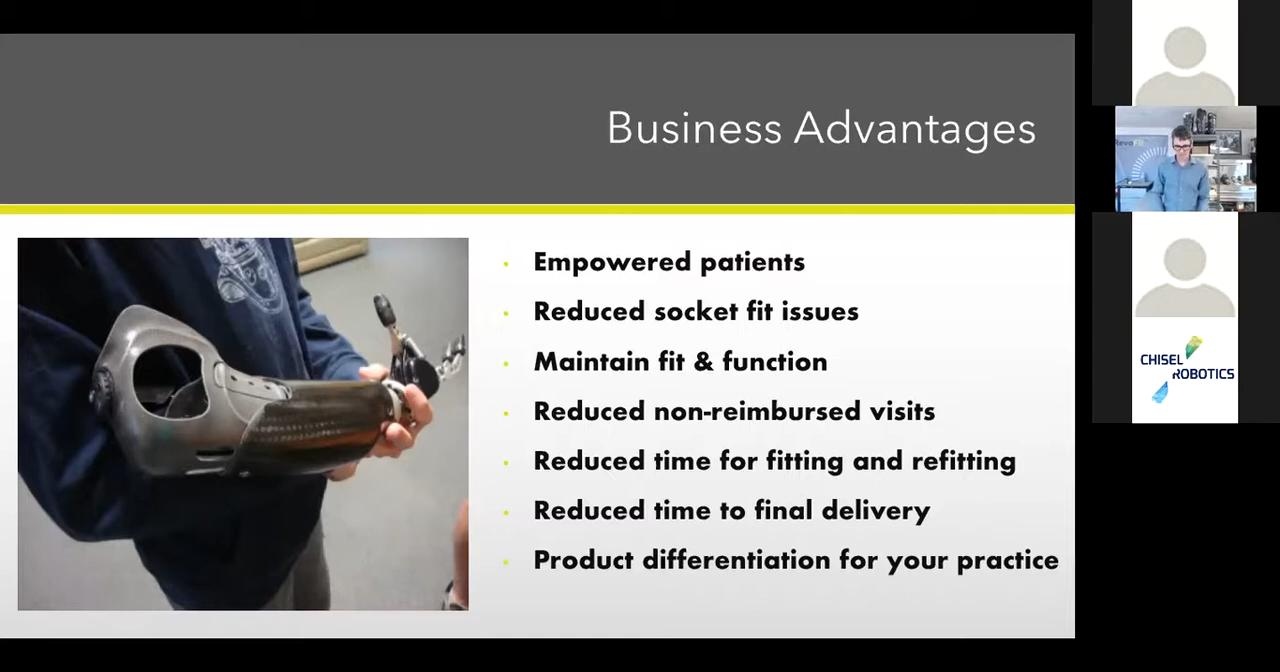 Business Advantages
Empowered patients
Reduced socket fit issues
Maintain fit & function
Reduced non-reimbursed visits
Reduced time for fitting and refitting
Reduced time to final delivery
Product differentiation for your practice
RevoFit
CHISEL
ROBOTICS